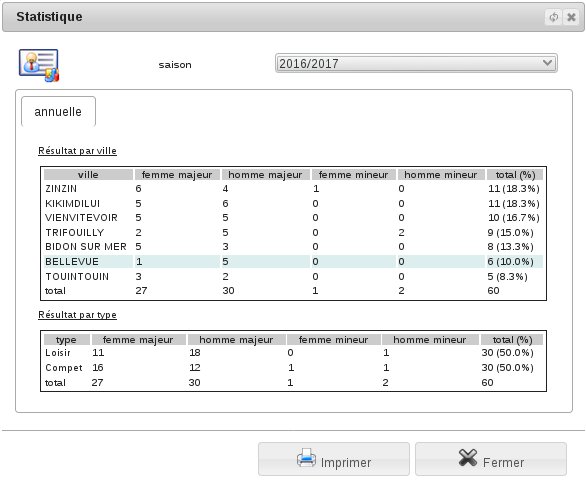 Statistique
saison 2016/2017
annuelle
Résultat par ville
ville femme majeur homme majeur femme mineur homme mineur total (%)
ZINZIN 6 4 1 0 11 (18.3%)
KIKIMDILUI 5 6 0 0 11 (18.3%)
VIENVITEVOIR 5 5 0 0 10 (16.7%)
TRIFOUILLY 2 5 0 2 9 (15.0%)
BIDON SUR MER 5 3 0 0 8 (13.3%)
BELLEVUE 1 5 0 0 6 (10.0%)
TOUINTOUIN 3 2 0 0 5 (8.3%)
total 27 30 1 2 60
Résultat par type
type femme majeur homme majeur femme mineur homme mineur total (%)
Loisir 11 18 0 1 30 (50.0%)
Compet 16 12 1 1 30 (50.0%)
total 27 30 1 2 60
Imprimer Fermer